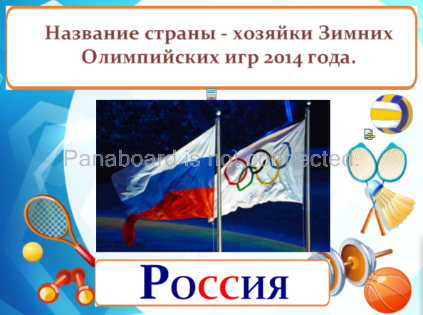 Название страны - хозяйки Зимних
Олимпийских игр 2014 года.
Panaboard is not connected.
Россия